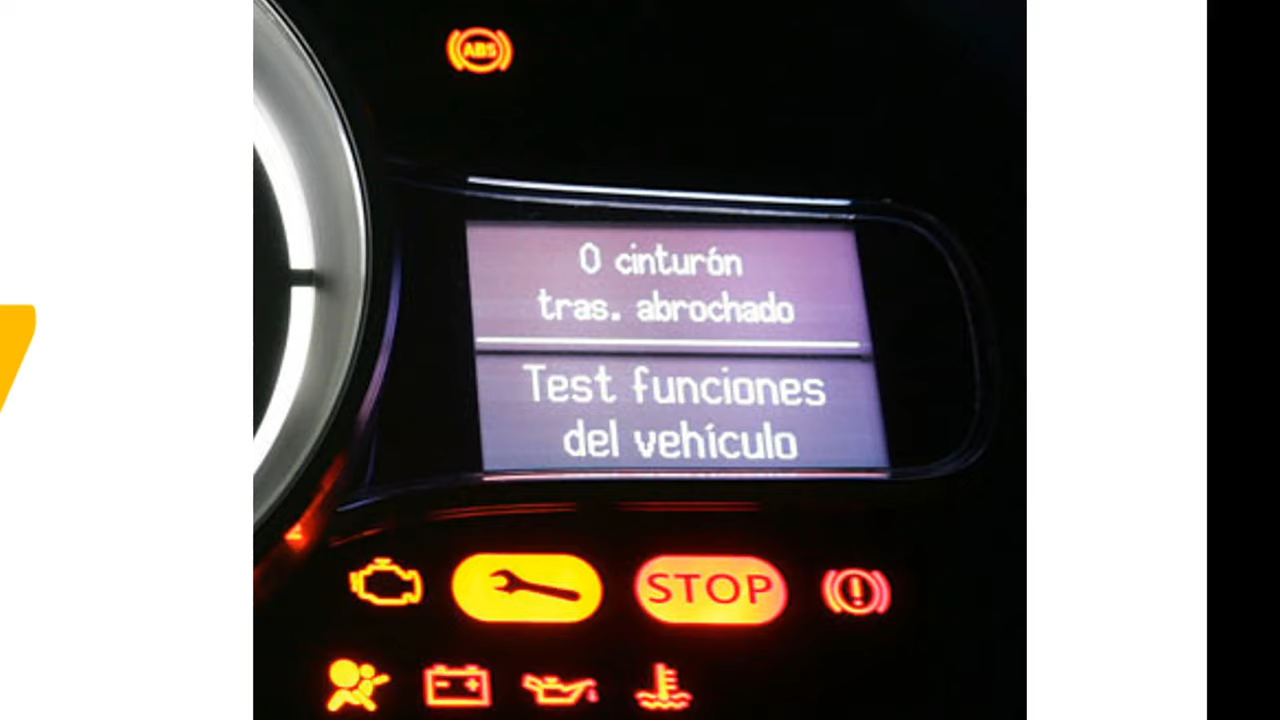 ABS
0 cinturón
tras. abrochado
Test funciones
del vehículo
STOP